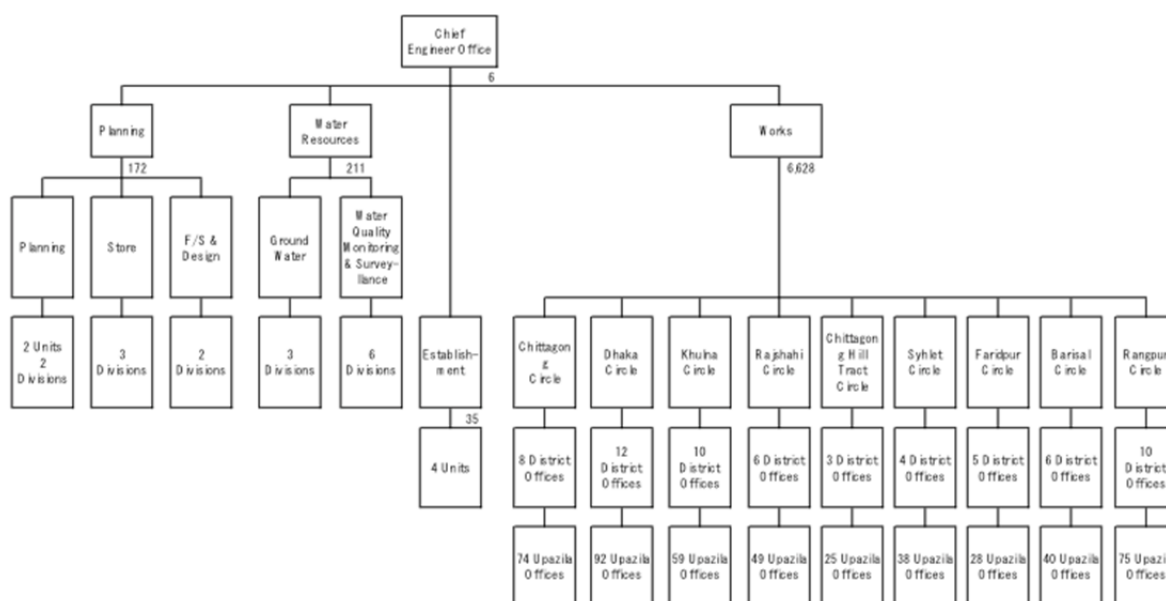 Chief
Engineer Office
6
Planning
Water
Resources
Works
172
211
6,628
Planning
Store
F/S &
Design
Ground
Water
Water
Quality
Monitoring
& Survey-
llance
2 Units
2
Divisions
3
Divisions
2
Divisions
3
Divisions
6
Divisions
Establish-
ment
Chittagon
g
Circle
Dhaka
Circle
Khulna
Circle
Rajshahi
Circle
Chittagon
g Hill
Tract
Circle
Syhlet
Circle
Faridpur
Circle
Barisal
Circle
Rangpur
Circle
35
4 Units
8 District
Offices
12
District
Offices
10
District
Offices
6 District
Offices
3 District
Offices
4 District
Offices
5 District
Offices
6 District
Offices
10
District
Offices
74 Upazila
Offices
92 Upazila
Offices
59 Upazila
Offices
49 Upazila
Offices
25 Upazila
Offices
38 Upazila
Offices
28 Upazila
Offices
40 Upazila
Offices
75 Upazila
Offices